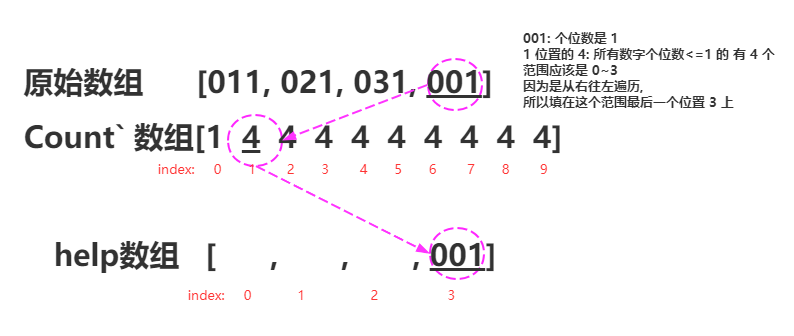 001: 个位数是 1
1 位置的 4: 所有数字个位数<=1 的 有 4 个
范围应该是 0~3
因为是从右往左遍历,
所以填在这个范围最后一个位置 3 上
原始数组 [011, 021, 031, 001]
Count` 数组[1 4 4 4 4 4 4 4 4 4]
index: 0 1 2 3 4 5 6 7 8 9
help数组 [ , , , 001]
index: 0 1 2 3